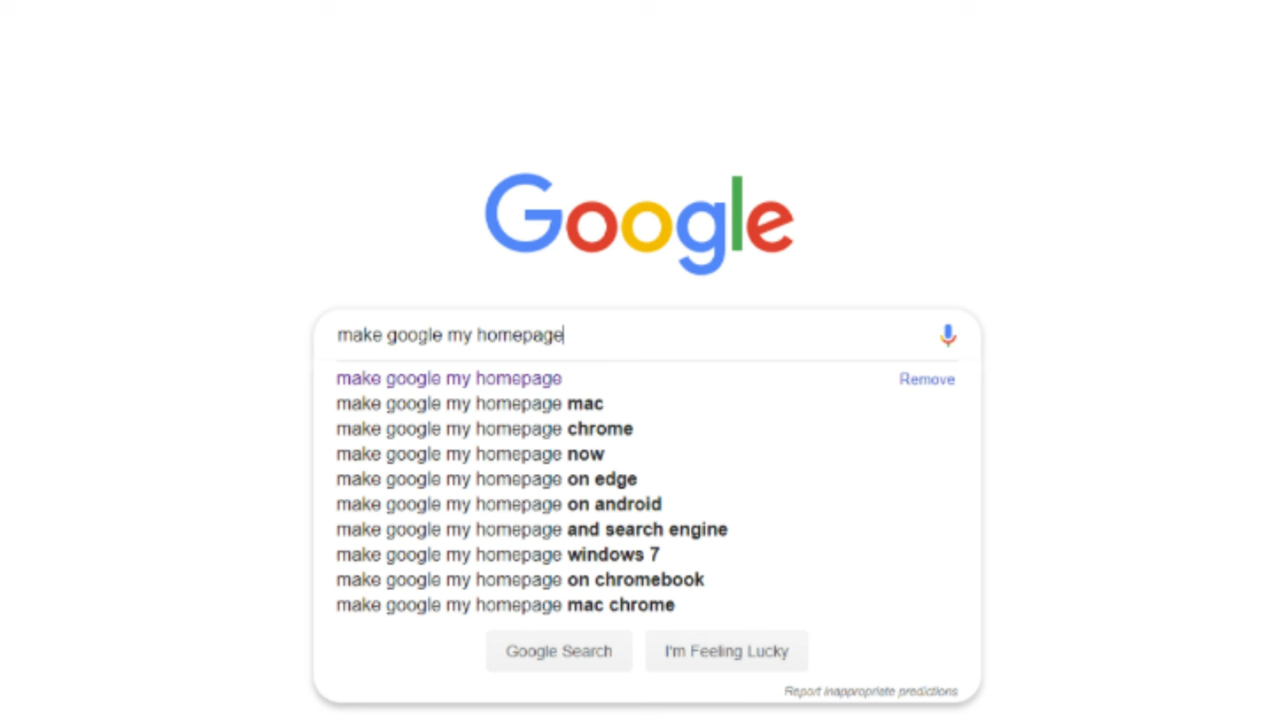 Google
make google my homepage
make google my homepage Remove
make google my homepage mac
make google my homepage chrome
make google my homepage now
make google my homepage on edge
make google my homepage on android
make google my homepage and search engine
make google my homepage windows 7
make google my homepage on chromebook
make google my homepage mac chrome
Google Search I'm Feeling Lucky
Report inappropriate predictions